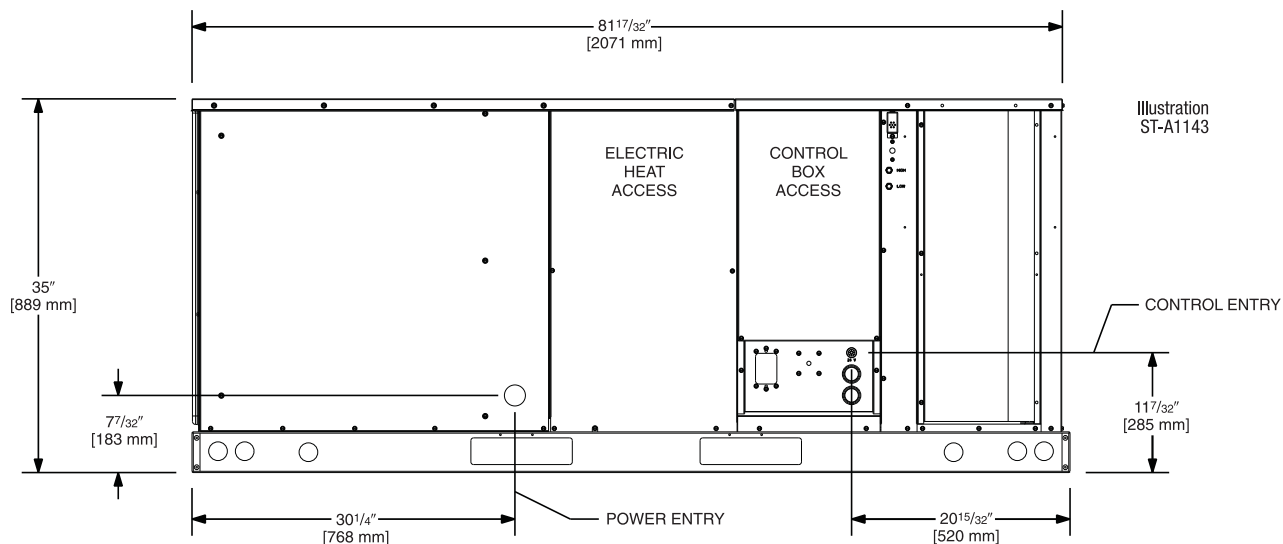 81 17/32"
[2071 mm]
Illustration
ST-A1143
ELECTRIC
HEAT
ACCESS
CONTROL
BOX
ACCESS
HIGH
LOW
35"
[889 mm]
CONTROL ENTRY
24 V
7 7/32"
[183 mm]
11 7/32"
[285 mm]
30 1/4"
[768 mm]
POWER ENTRY
20 15/32"
[520 mm]